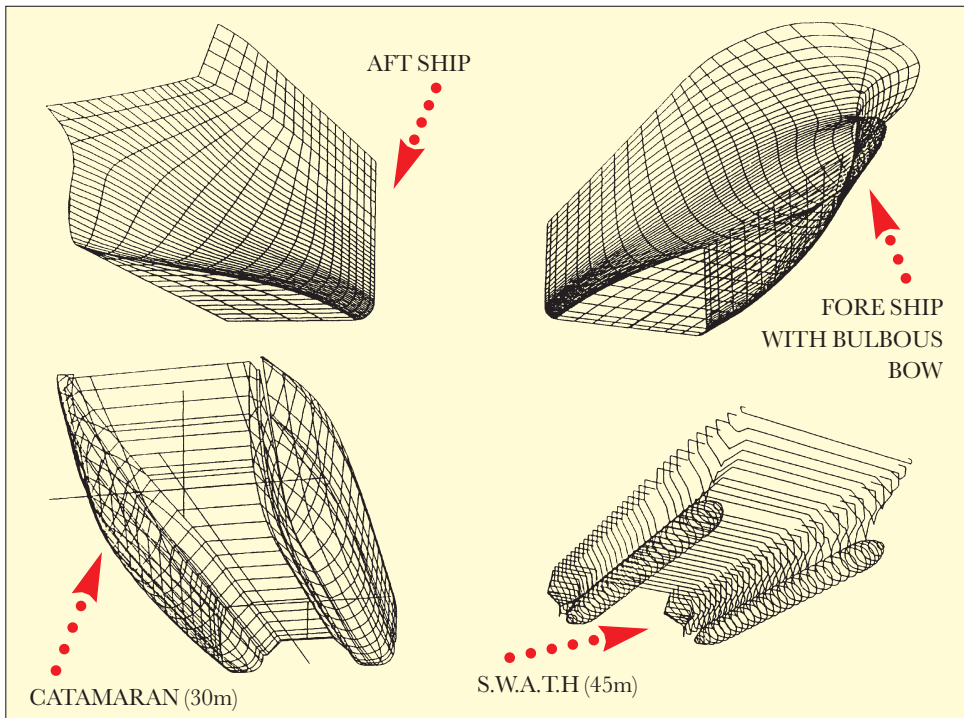 AFT SHIP
FORE SHIP
WITH BULBOUS
BOW
CATAMARAN (30m)
S.W.A.T.H (45m)